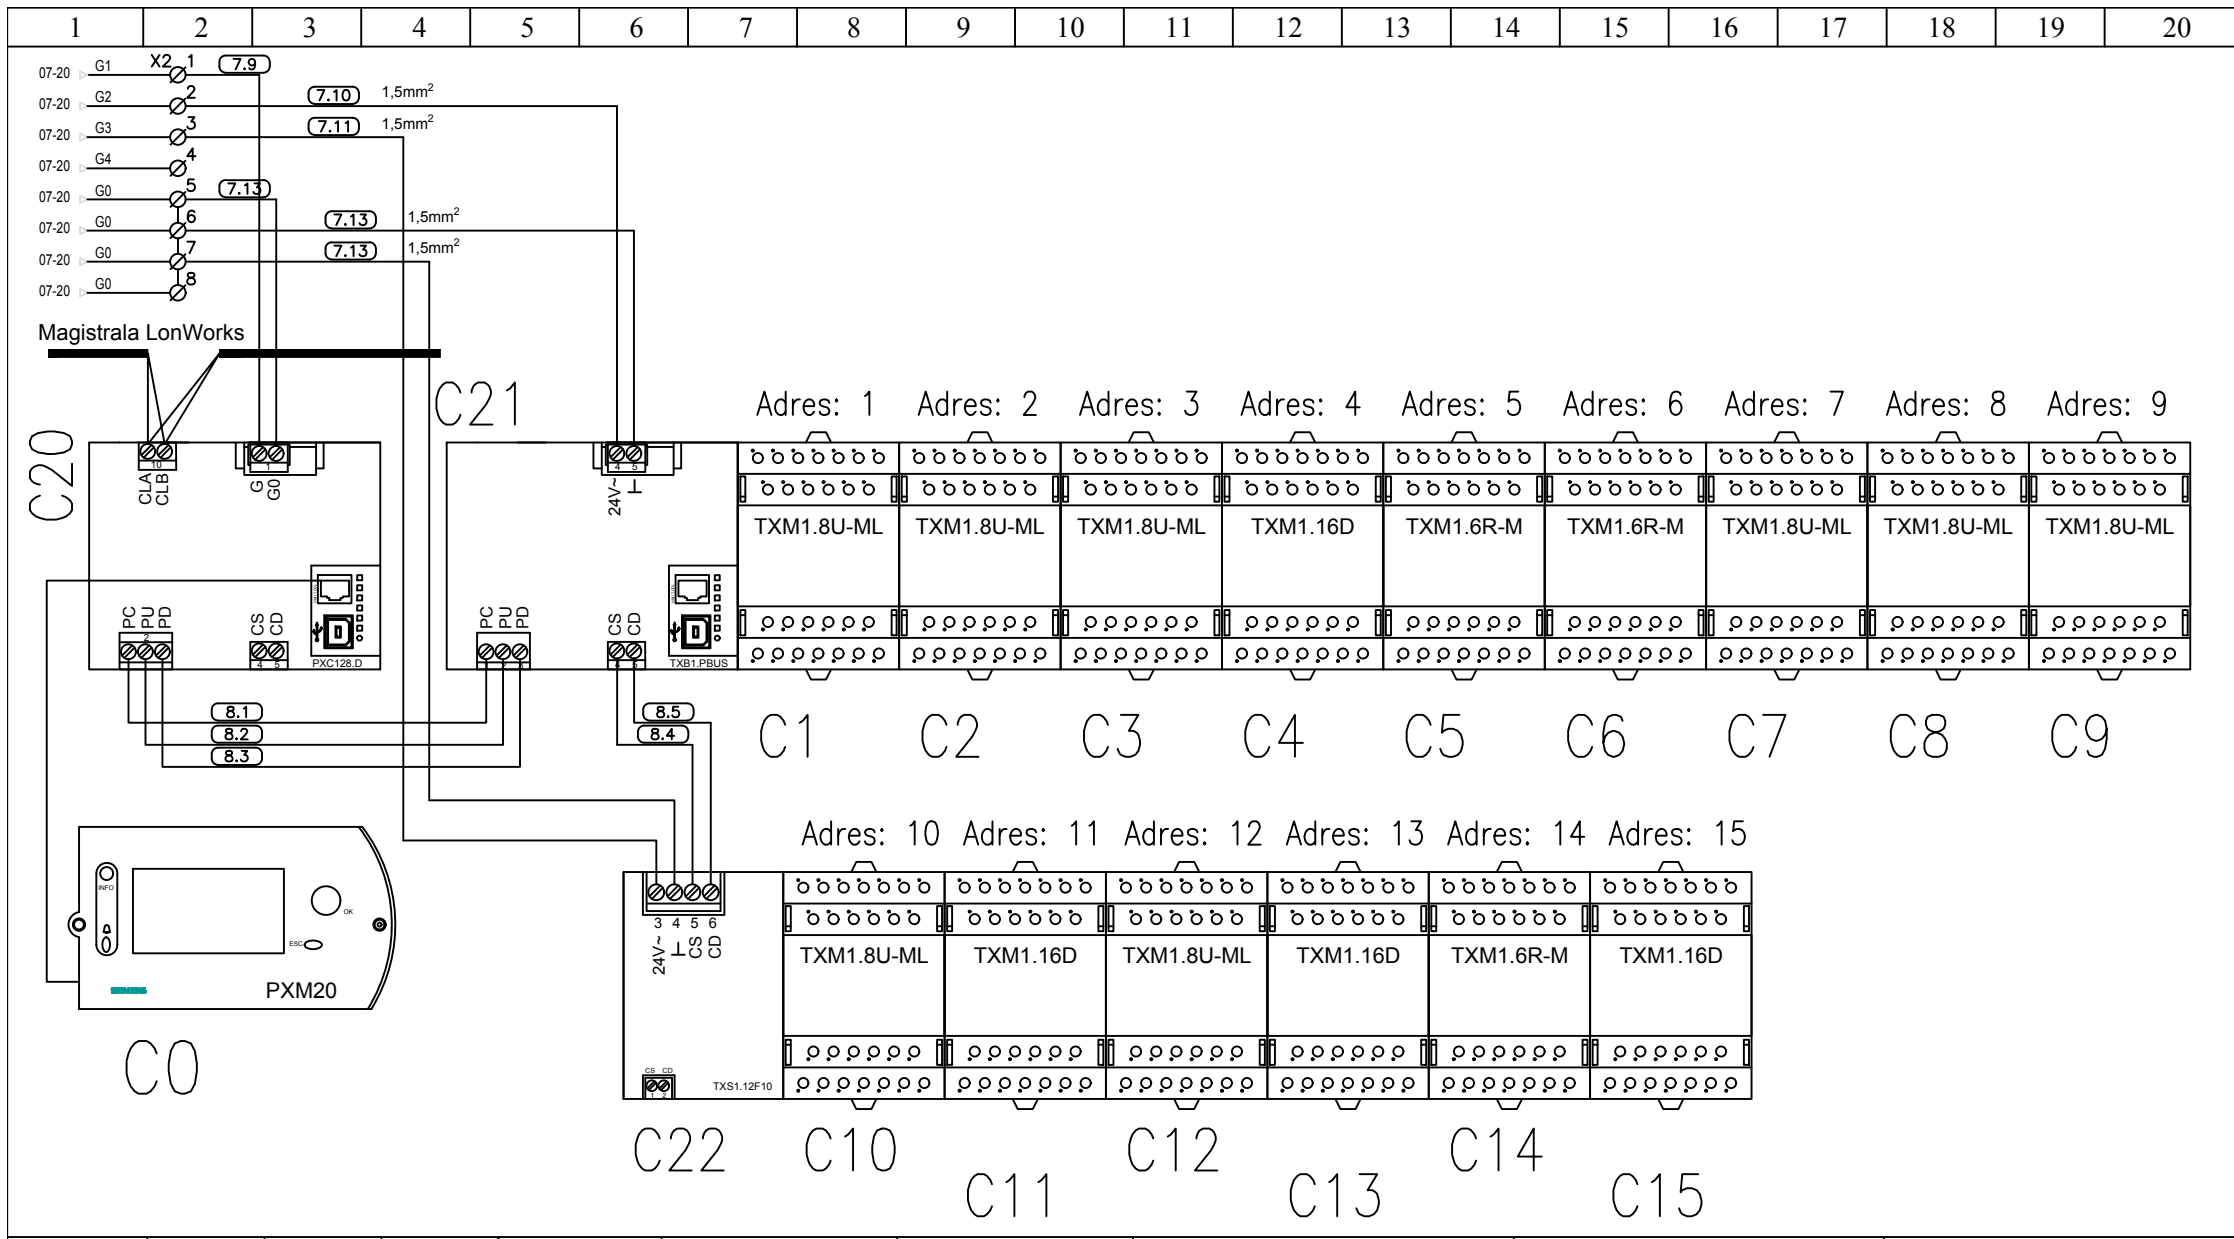 1 2 3 4 5 6 7 8 9 10 11 12 13 14 15 16 17 18 19 20
07-20 G1 X2 1 7.9
07-20 G2 2 7.10 1,5mm²
07-20 G3 3 7.11 1,5mm²
07-20 G4 4
07-20 G0 5 7.13
07-20 G0 6 7.13 1,5mm²
07-20 G0 7 7.13 1,5mm²
07-20 G0 8
Magistrala LonWorks
C20
C21
Adres: 1 Adres: 2 Adres: 3 Adres: 4 Adres: 5 Adres: 6 Adres: 7 Adres: 8 Adres: 9
10 1 4 5
CLA CLB G G0 24V~ ⊥
TXM1.8U-ML TXM1.8U-ML TXM1.8U-ML TXM1.16D TXM1.6R-M TXM1.6R-M TXM1.8U-ML TXM1.8U-ML TXM1.8U-ML
PC PU PD CS CD PC PU PD CS CD
2
4 5
PXC128.D TXB1.PBUS
8.1 8.5
8.2 8.4
8.3
C1 C2 C3 C4 C5 C6 C7 C8 C9
Adres: 10 Adres: 11 Adres: 12 Adres: 13 Adres: 14 Adres: 15
INFO
OK
ESC
SIEMENS
PXM20
C0
3 4 5 6
24V~ ⊥ CS CD
TXM1.8U-ML TXM1.16D TXM1.8U-ML TXM1.16D TXM1.6R-M TXM1.16D
CS CD
1 2
TXS1.12F10
C22 C10 C12 C14
C11 C13 C15